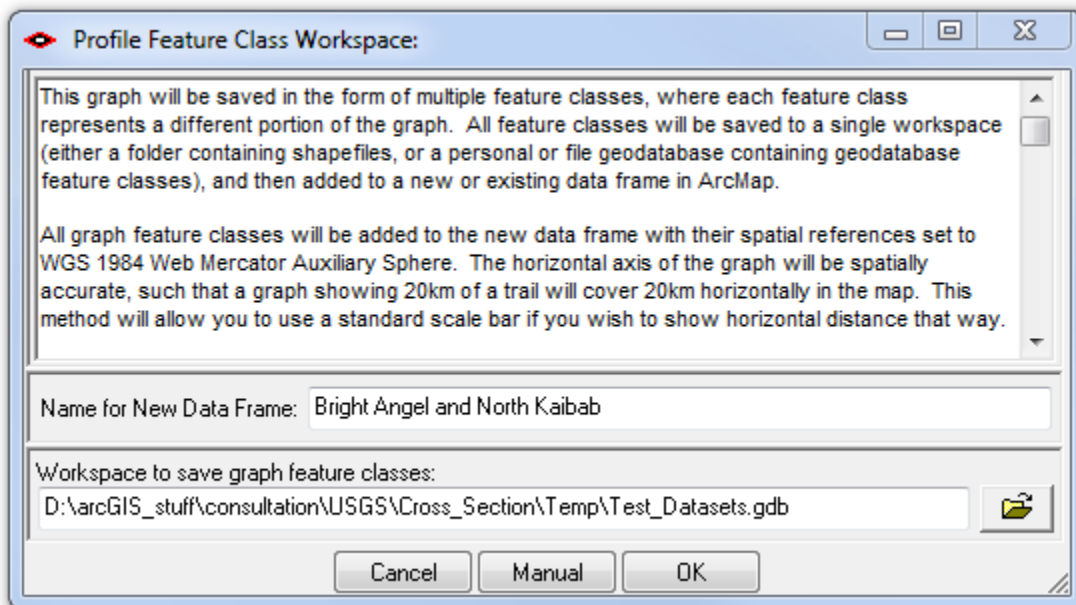 Profile Feature Class Workspace:
This graph will be saved in the form of multiple feature classes, where each feature class
represents a different portion of the graph.  All feature classes will be saved to a single workspace
(either a folder containing shapefiles, or a personal or file geodatabase containing geodatabase
feature classes), and then added to a new or existing data frame in ArcMap.
All graph feature classes will be added to the new data frame with their spatial references set to
WGS 1984 Web Mercator Auxiliary Sphere.  The horizontal axis of the graph will be spatially
accurate, such that a graph showing 20km of a trail will cover 20km horizontally in the map.  This
method will allow you to use a standard scale bar if you wish to show horizontal distance that way.
Name for New Data Frame: Bright Angel and North Kaibab
Workspace to save graph feature classes:
D:\arcGIS_stuff\consultation\USGS\Cross_Section\Temp\Test_Datasets.gdb
Cancel Manual OK